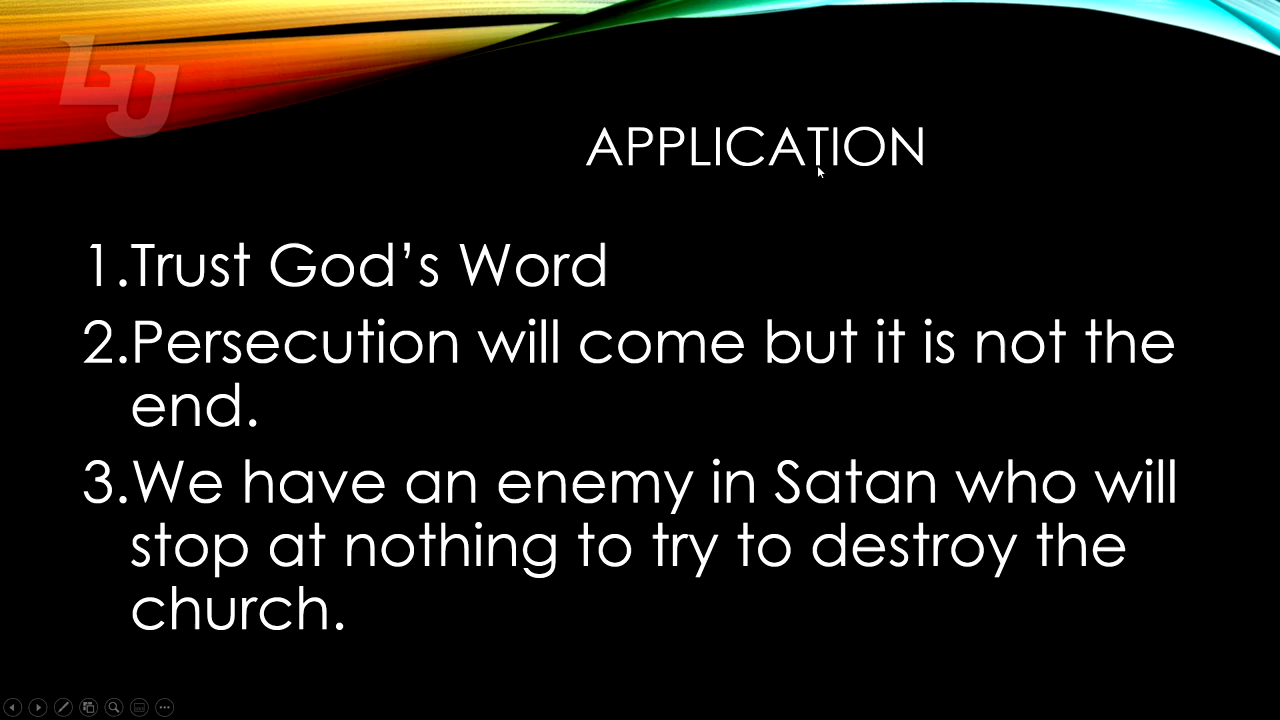 LU
APPLICATION
1.Trust God’s Word
2.Persecution will come but it is not the
end.
3.We have an enemy in Satan who will
stop at nothing to try to destroy the
church.